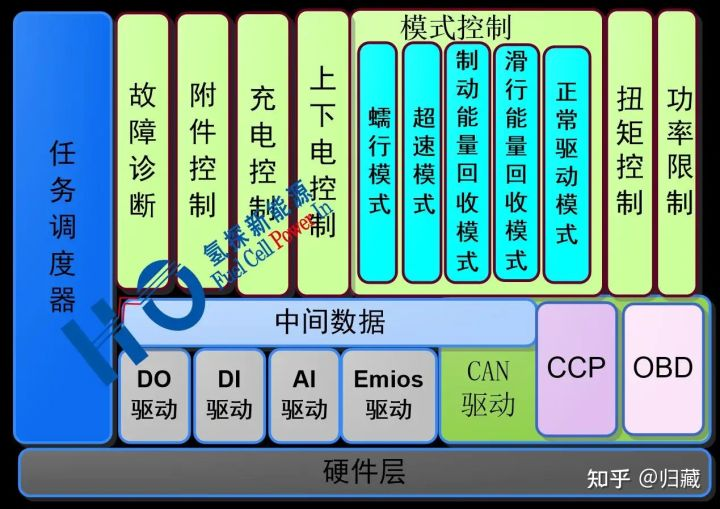 任务调度器
故障诊断
附件控制
充电控制
上下电控制
模式控制
蠕行模式
超速模式
制动能量回收模式
滑行能量回收模式
正常驱动模式
扭矩控制
功率限制
氢探新能源
Fuel Cell Power In
中间数据
DO
驱动
DI
驱动
AI
驱动
Emios
驱动
CAN
驱动
CCP
OBD
硬件层
知乎 @归藏